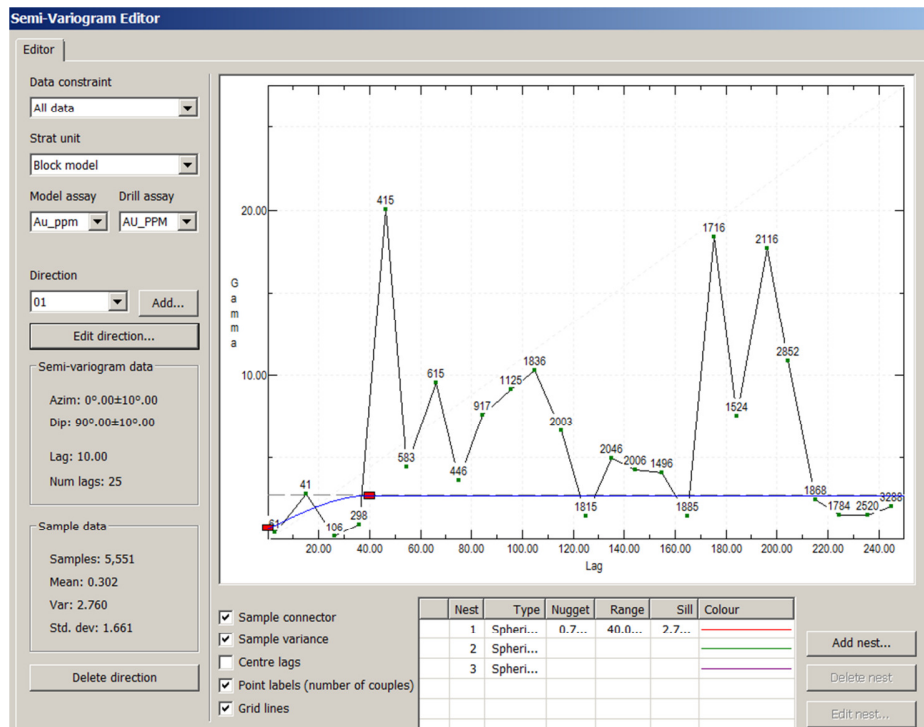 Semi-Variogram Editor
Editor
Data constraint
All data
Strat unit
Block model
Model assay Drill assay
Au_ppm AU_PPM
Direction
01 Add...
Edit direction...
Semi-variogram data
Azim: 0º.00±10º.00
Dip: 90º.00±10º.00
Lag: 10.00
Num lags: 25
Sample data
Samples: 5,551
Mean: 0.302
Var: 2.760
Std. dev: 1.661
Delete direction
20.00
10.00
Gamma
61
41
106
298
415
583
615
446
917
1125
1836
2003
1815
2046
2006
1496
1885
1716
1524
2116
2852
1868
1784
2520
3288
20.00 40.00 60.00 80.00 100.00 120.00 140.00 160.00 180.00 200.00 220.00 240.00
Lag
Sample connector
Sample variance
Centre lags
Point labels (number of couples)
Grid lines
Nest Type Nugget Range Sill Colour
1 Spheri... 0.7... 40.0... 2.7...
2 Spheri...
3 Spheri...
Add nest...
Delete nest
Edit nest...